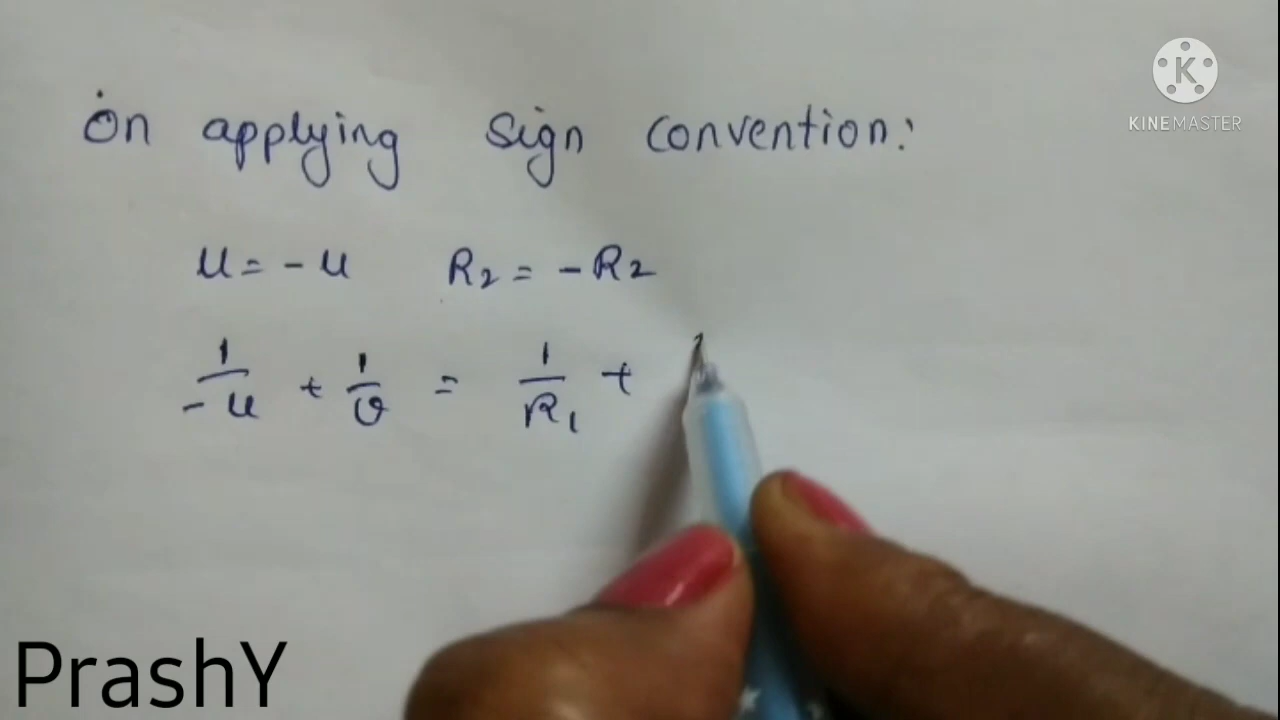 On applying sign convention:
u = - u R2 = - R2
1/-u + 1/v = 1/R1 +
K
KINEMASTER
PrashY